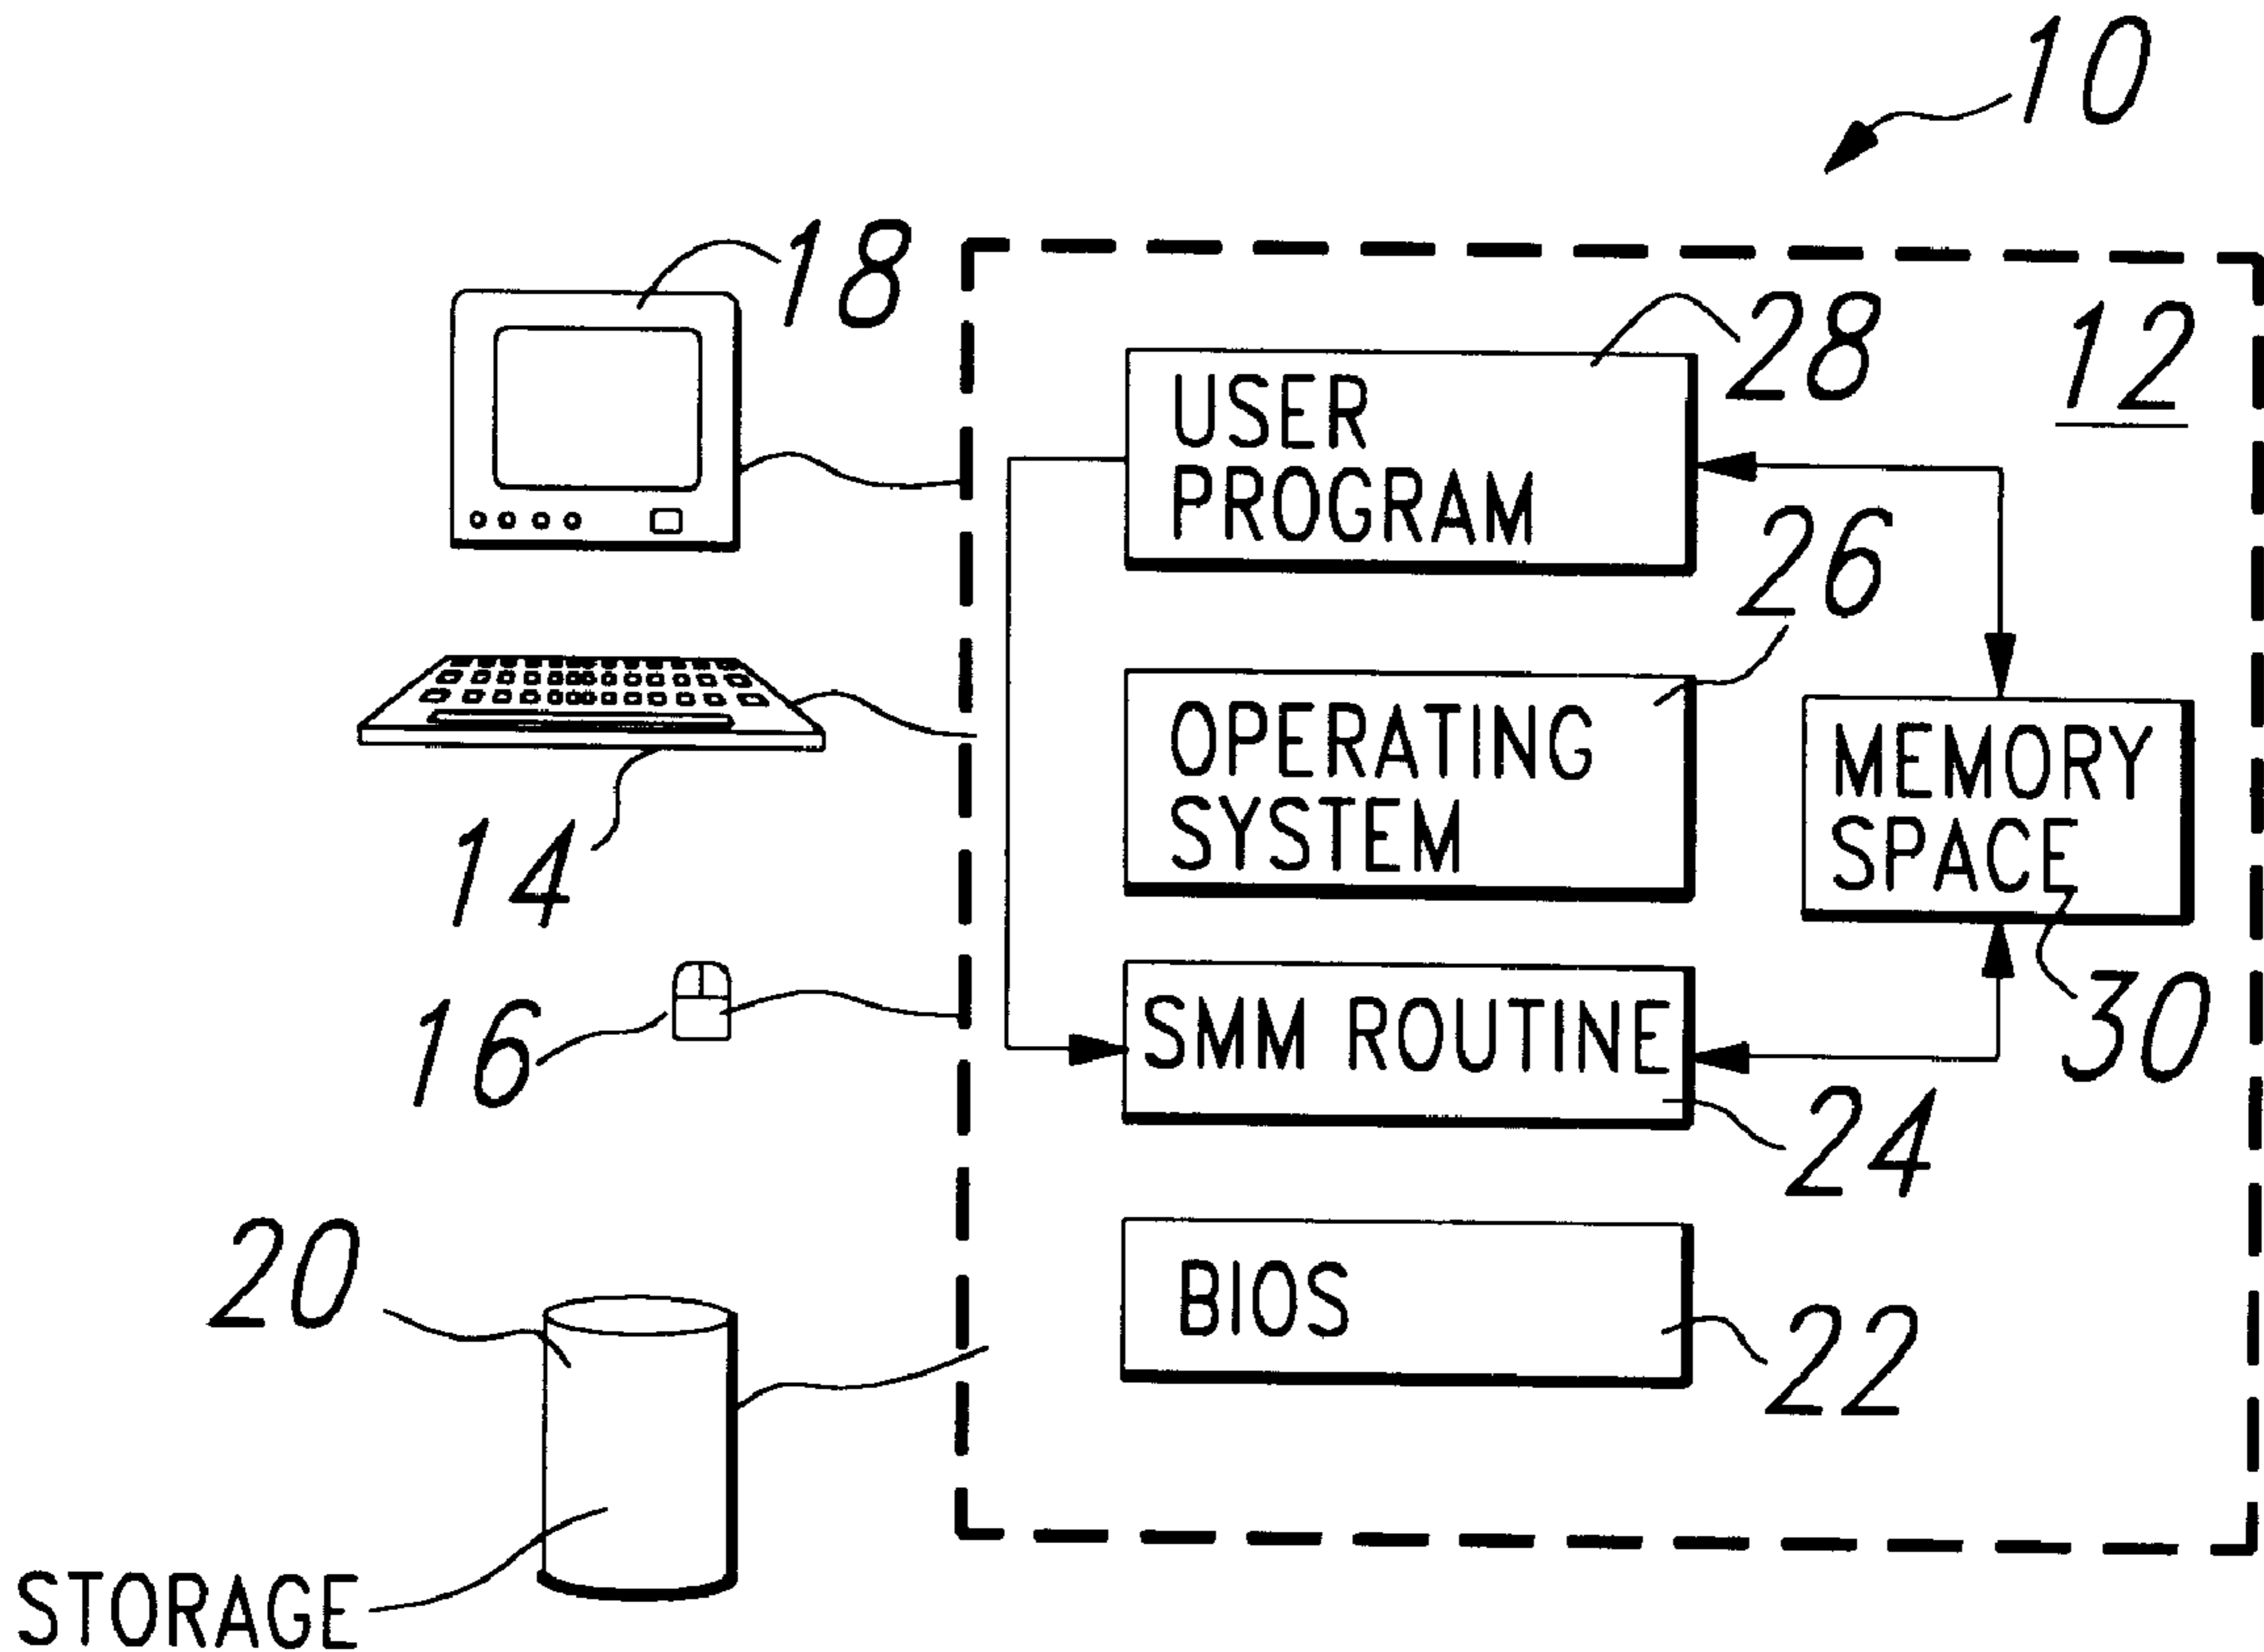 10
18
12
28
USER
PROGRAM
26
OPERATING
SYSTEM
MEMORY
SPACE
14
16
SMM ROUTINE
30
24
20
BIOS
22
STORAGE